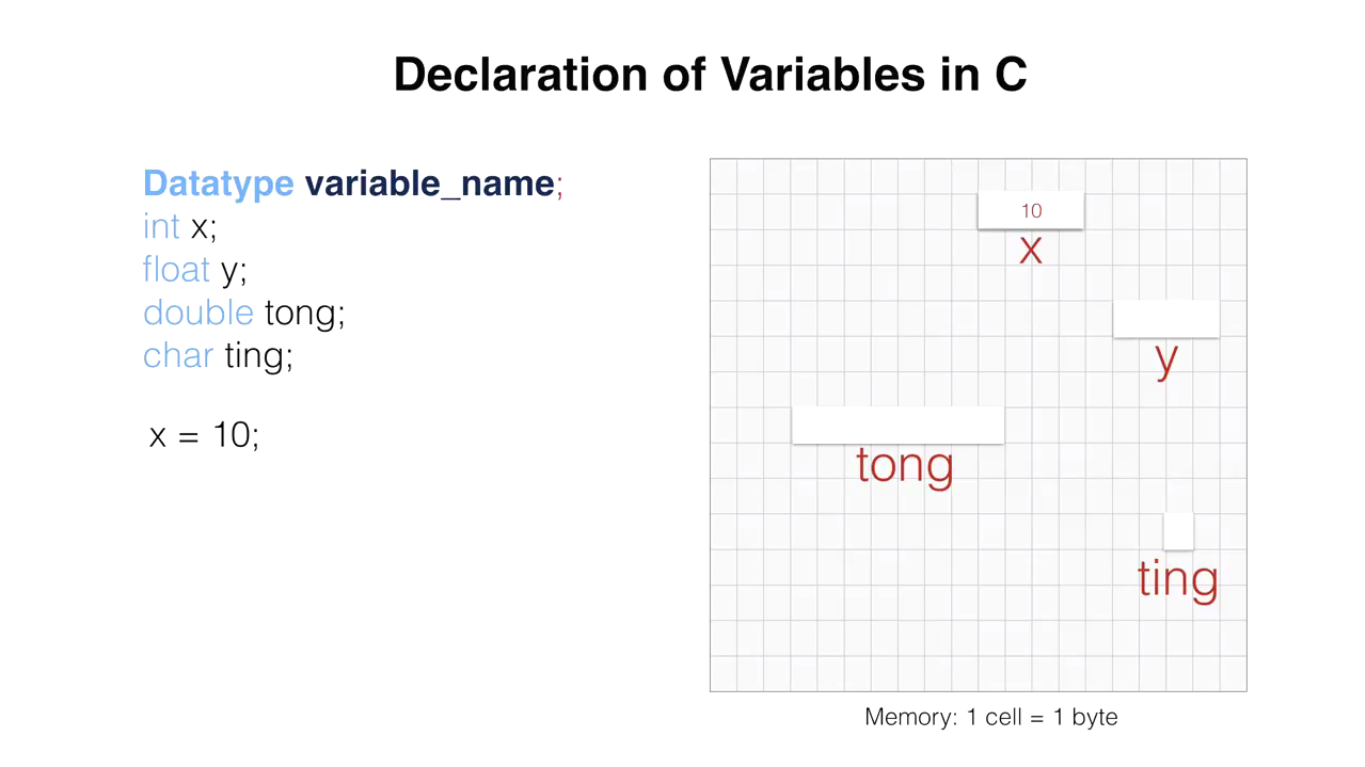 Declaration of Variables in C
Datatype variable_name;
int x;
float y;
double tong;
char ting;
x = 10;
10
x
y
tong
ting
Memory: 1 cell = 1 byte